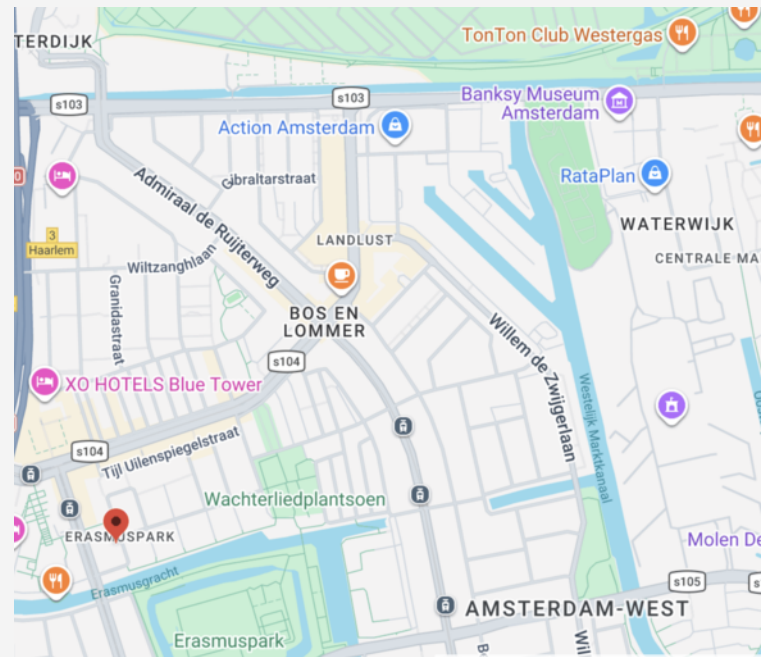 TERDIJK
TonTon Club Westergas
s103
s103
Banksy Museum
Amsterdam
Action Amsterdam
Gibraltarstraat
RataPlan
Admiraal de Ruijterweg
WATERWIJK
3
Haarlem
LANDLUST
CENTRALE MA
Wiltzanghlaan
Granidastraat
BOS EN
LOMMER
Willem de Zwijgerlaan
s104
XO HOTELS Blue Tower
Westelijk Marktkanaal
s104
Tijl Uilenspiegelstraat
Wachterliedplantsoen
ERASMUSPARK
Molen De
Erasmusgracht
s105
s
AMSTERDAM-WEST
Erasmuspark
Wil